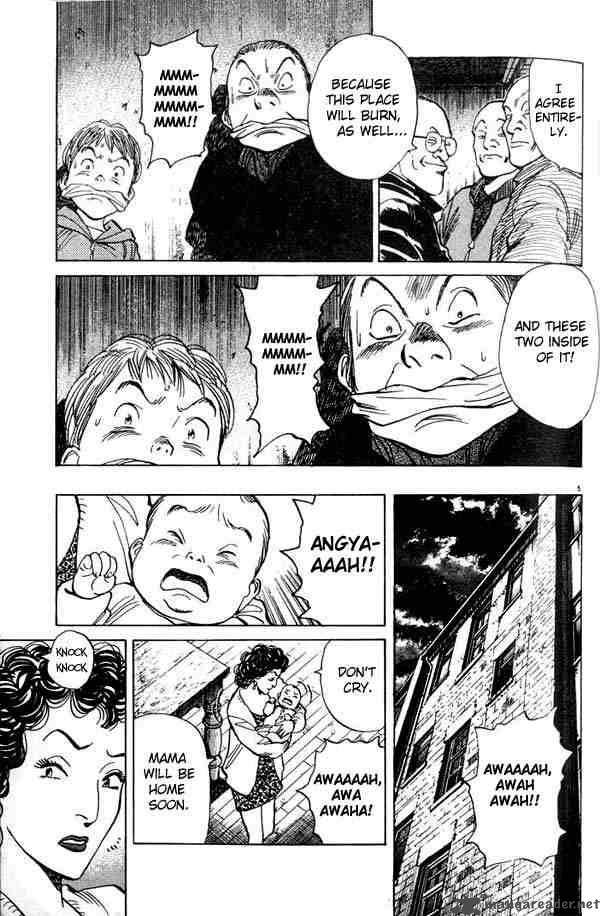 I
AGREE
ENTIRE-
LY.
BECAUSE
THIS PLACE
WILL BURN,
AS WELL...
MMM-
MMMM
MMMM-
MMM!!
AND THESE
TWO INSIDE
OF IT!
MMMM-
MMMM-
MM!!
5
AWAAAAH,
AWAH
AWAH!!
ANGYA-
AAAH!!
DON'T
CRY.
AWAAAAH,
AWA
AWAHA!
MAMA
WILL BE
HOME
SOON.
KNOCK
KNOCK
mangareader.net